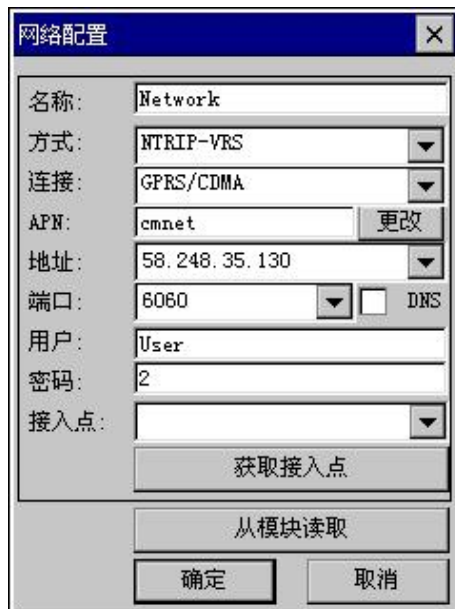 网络配置
名称: Network
方式: NTRIP-VRS
连接: GPRS/CDMA
APN: cmnet 更改
地址: 58.248.35.130
端口: 6060 DNS
用户: User
密码: 2
接入点:
获取接入点
从模块读取
确定 取消